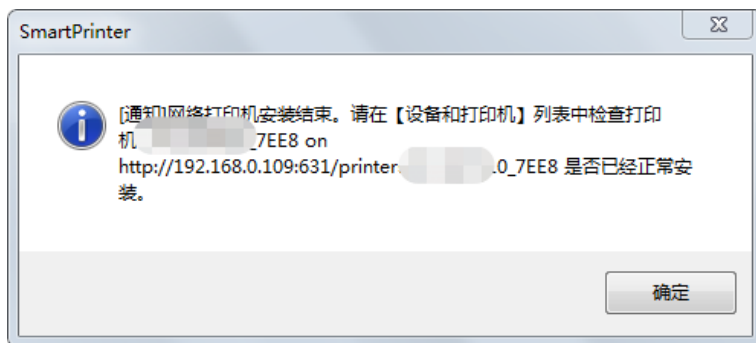 SmartPrinter
[通知]网络打印机安装结束。请在【设备和打印机】列表中检查打印
机 _7EE8 on
http://192.168.0.109:631/printer 0_7EE8 是否已经正常安
装。
确定